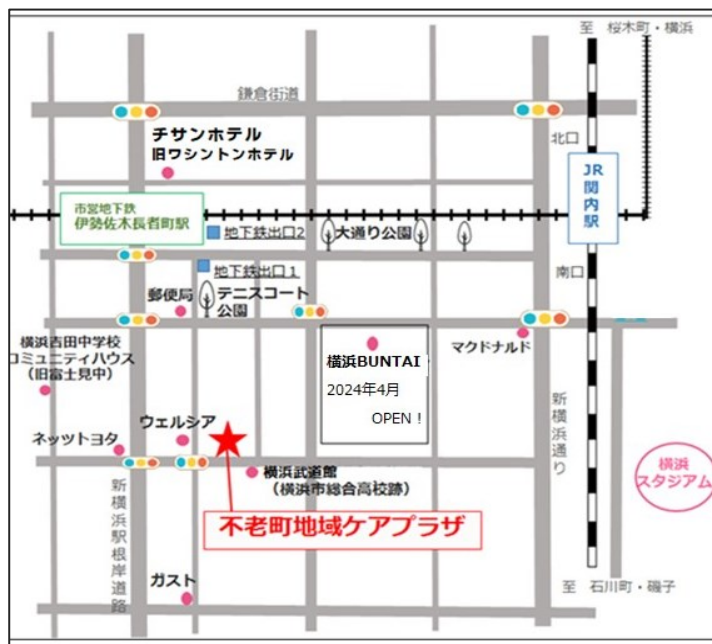 至 桜木町・横浜
鎌倉街道
チサンホテル
旧ワシントンホテル
北口
JR
関内駅
市営地下鉄
伊勢佐木長者町駅
地下鉄出口2
大通り公園
地下鉄出口1
南口
郵便局
テニスコート
公園
横浜吉田中学校
コミュニティハウス
(旧富士見中)
横浜BUNTAI
2024年4月
OPEN!
マクドナルド
ウェルシア
ネッツトヨタ
新横浜通り
横浜
スタジアム
横浜武道館
(横浜市総合高校跡)
不老町地域ケアプラザ
新横浜駅根岸道路
ガスト
至 石川町・磯子